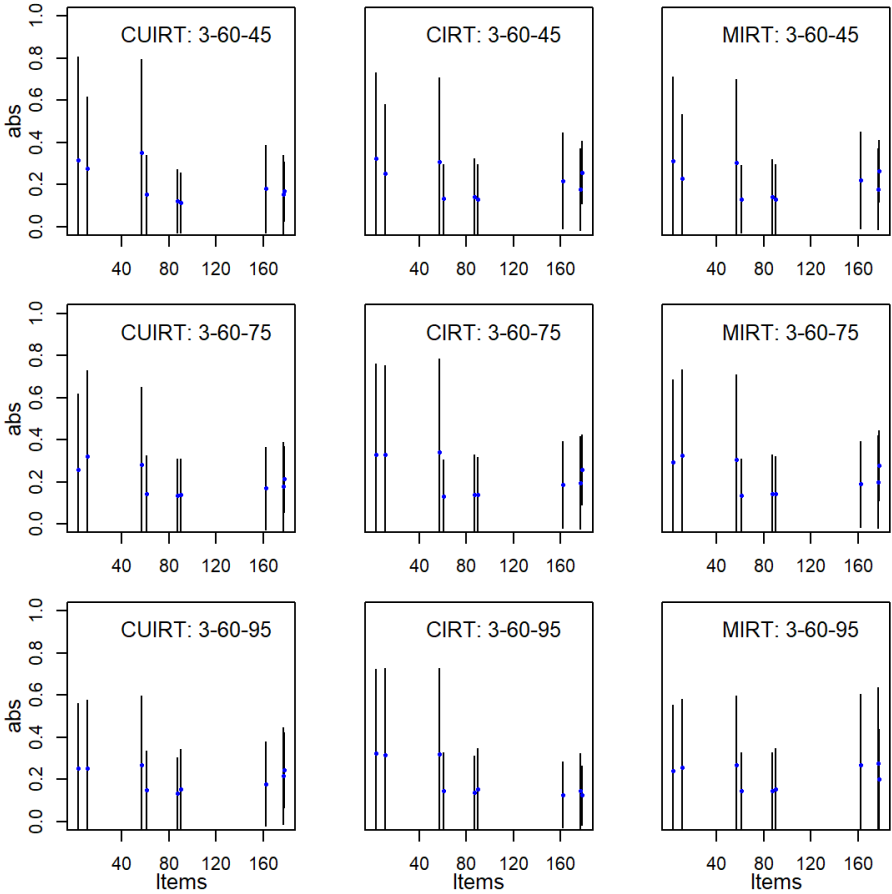 CUIRT: 3-60-45 CIRT: 3-60-45 MIRT: 3-60-45
abs
0.0 0.2 0.4 0.6 0.8 1.0
40 80 120 160 40 80 120 160 40 80 120 160
CUIRT: 3-60-75 CIRT: 3-60-75 MIRT: 3-60-75
abs
0.0 0.2 0.4 0.6 0.8 1.0
40 80 120 160 40 80 120 160 40 80 120 160
CUIRT: 3-60-95 CIRT: 3-60-95 MIRT: 3-60-95
abs
0.0 0.2 0.4 0.6 0.8 1.0
40 80 120 160 40 80 120 160 40 80 120 160
Items Items Items